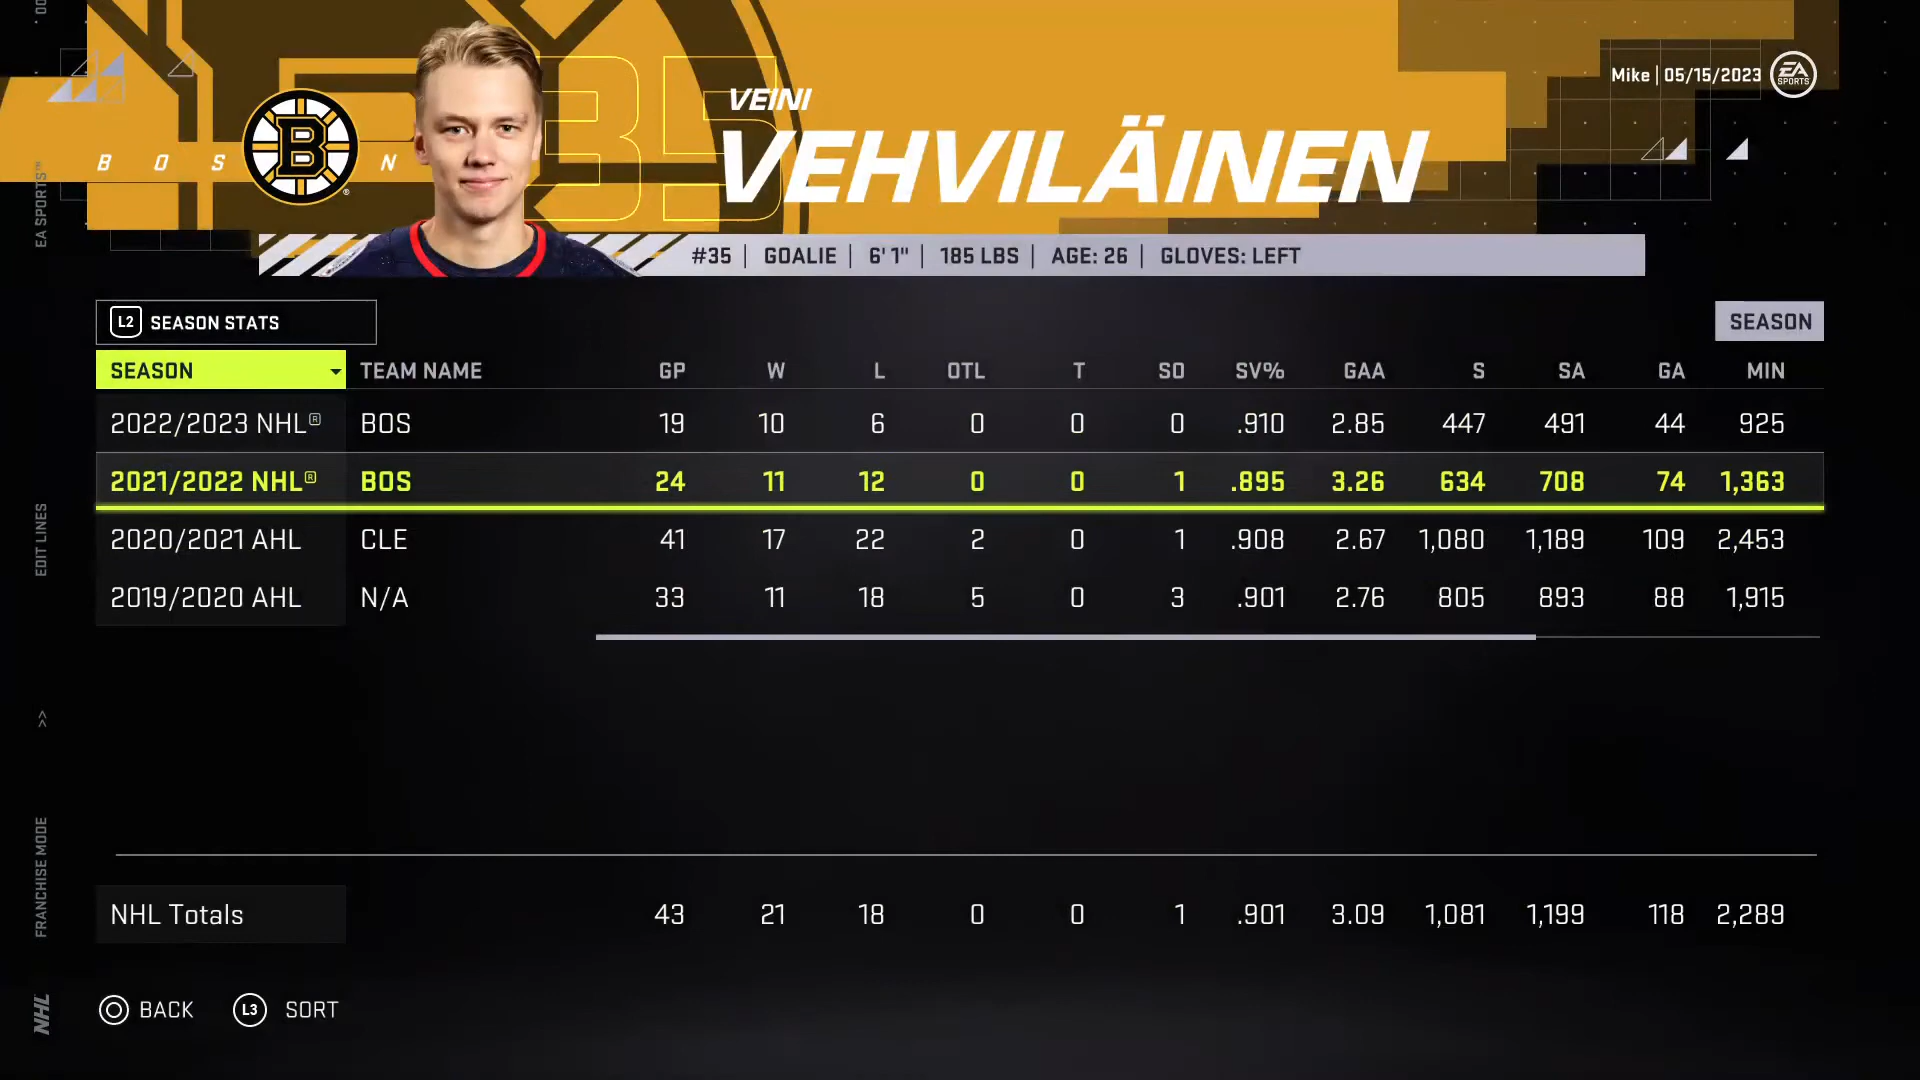 Mike | 05/15/2023
EA SPORTS
VEINI
VEHVILÄINEN
35
BOS N
B
#35 | GOALIE | 6' 1" | 185 LBS | AGE: 26 | GLOVES: LEFT
L2 SEASON STATS
SEASON
SEASON TEAM NAME GP W L OTL T SO SV% GAA S SA GA MIN
2022/2023 NHL® BOS 19 10 6 0 0 0 .910 2.85 447 491 44 925
2021/2022 NHL® BOS 24 11 12 0 0 1 .895 3.26 634 708 74 1,363
2020/2021 AHL CLE 41 17 22 2 0 1 .908 2.67 1,080 1,189 109 2,453
2019/2020 AHL N/A 33 11 18 5 0 3 .901 2.76 805 893 88 1,915
NHL Totals 43 21 18 0 0 1 .901 3.09 1,081 1,199 118 2,289
BACK L3 SORT
EA SPORTS™
EDIT LINES
>>
FRANCHISE MODE
NHL